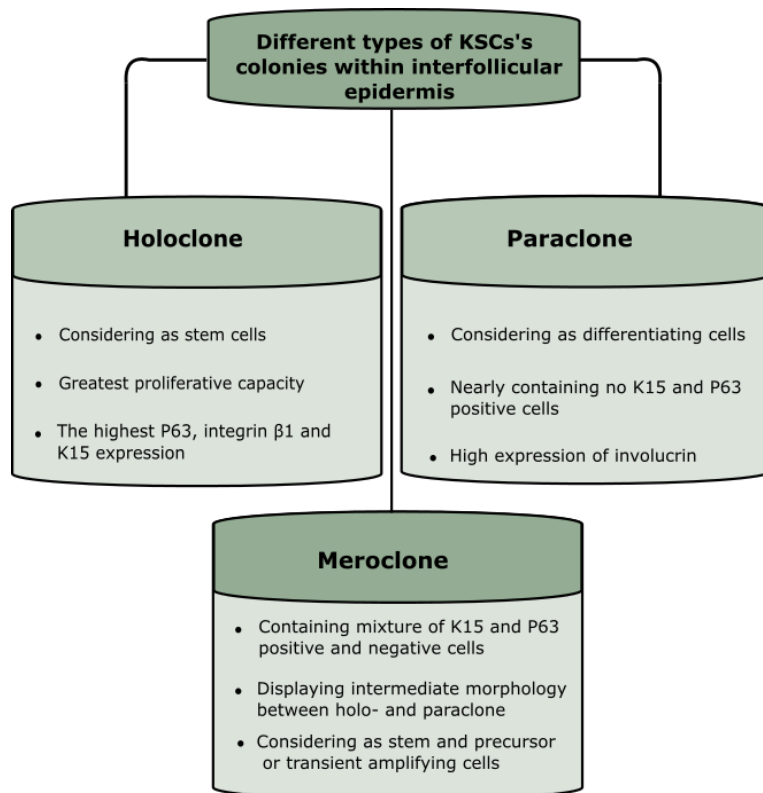 Different types of KSCs's
colonies within interfollicular
epidermis
Holoclone
• Considering as stem cells
• Greatest proliferative capacity
• The highest P63, integrin β1 and
K15 expression
Paraclone
• Considering as differentiating cells
• Nearly containing no K15 and P63
positive cells
• High expression of involucrin
Meroclone
• Containing mixture of K15 and P63
positive and negative cells
• Displaying intermediate morphology
between holo- and paraclone
• Considering as stem and precursor
or transient amplifying cells